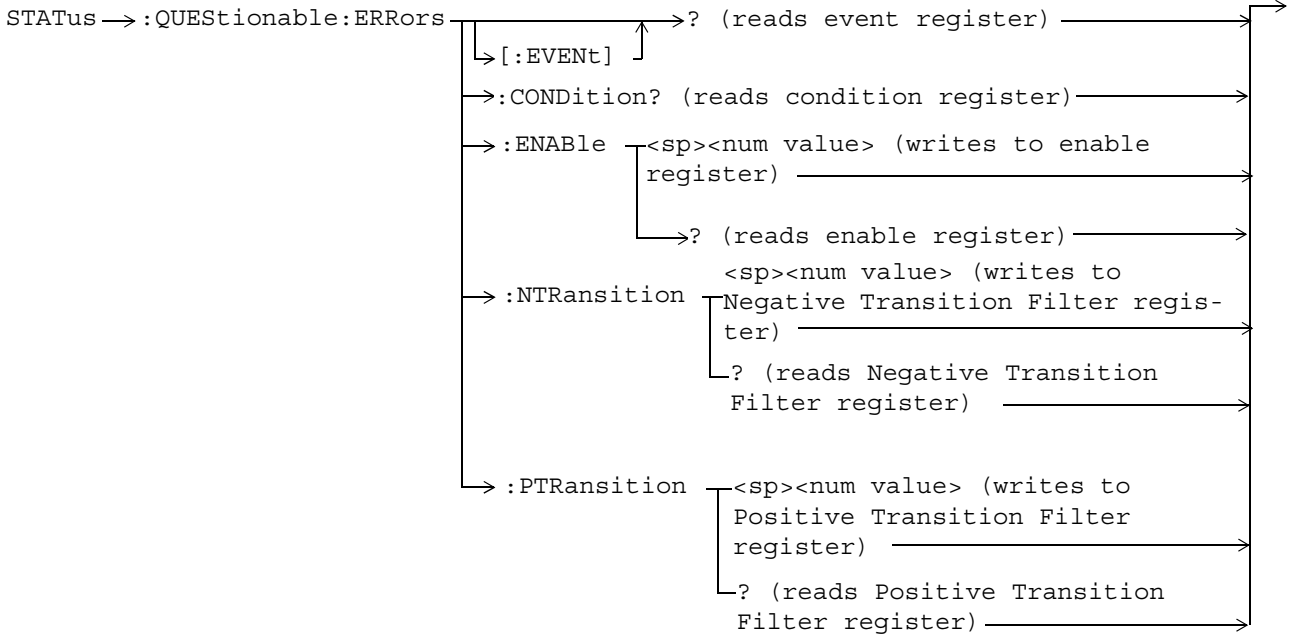 STATus :QUEStionable:ERRors ? (reads event register)
[:EVENt]
:CONDition? (reads condition register)
:ENABle <sp><num value> (writes to enable
register)
? (reads enable register)
<sp><num value> (writes to
:NTRansition Negative Transition Filter regis-
ter)
? (reads Negative Transition
Filter register)
:PTRansition <sp><num value> (writes to
Positive Transition Filter
register)
? (reads Positive Transition
Filter register)